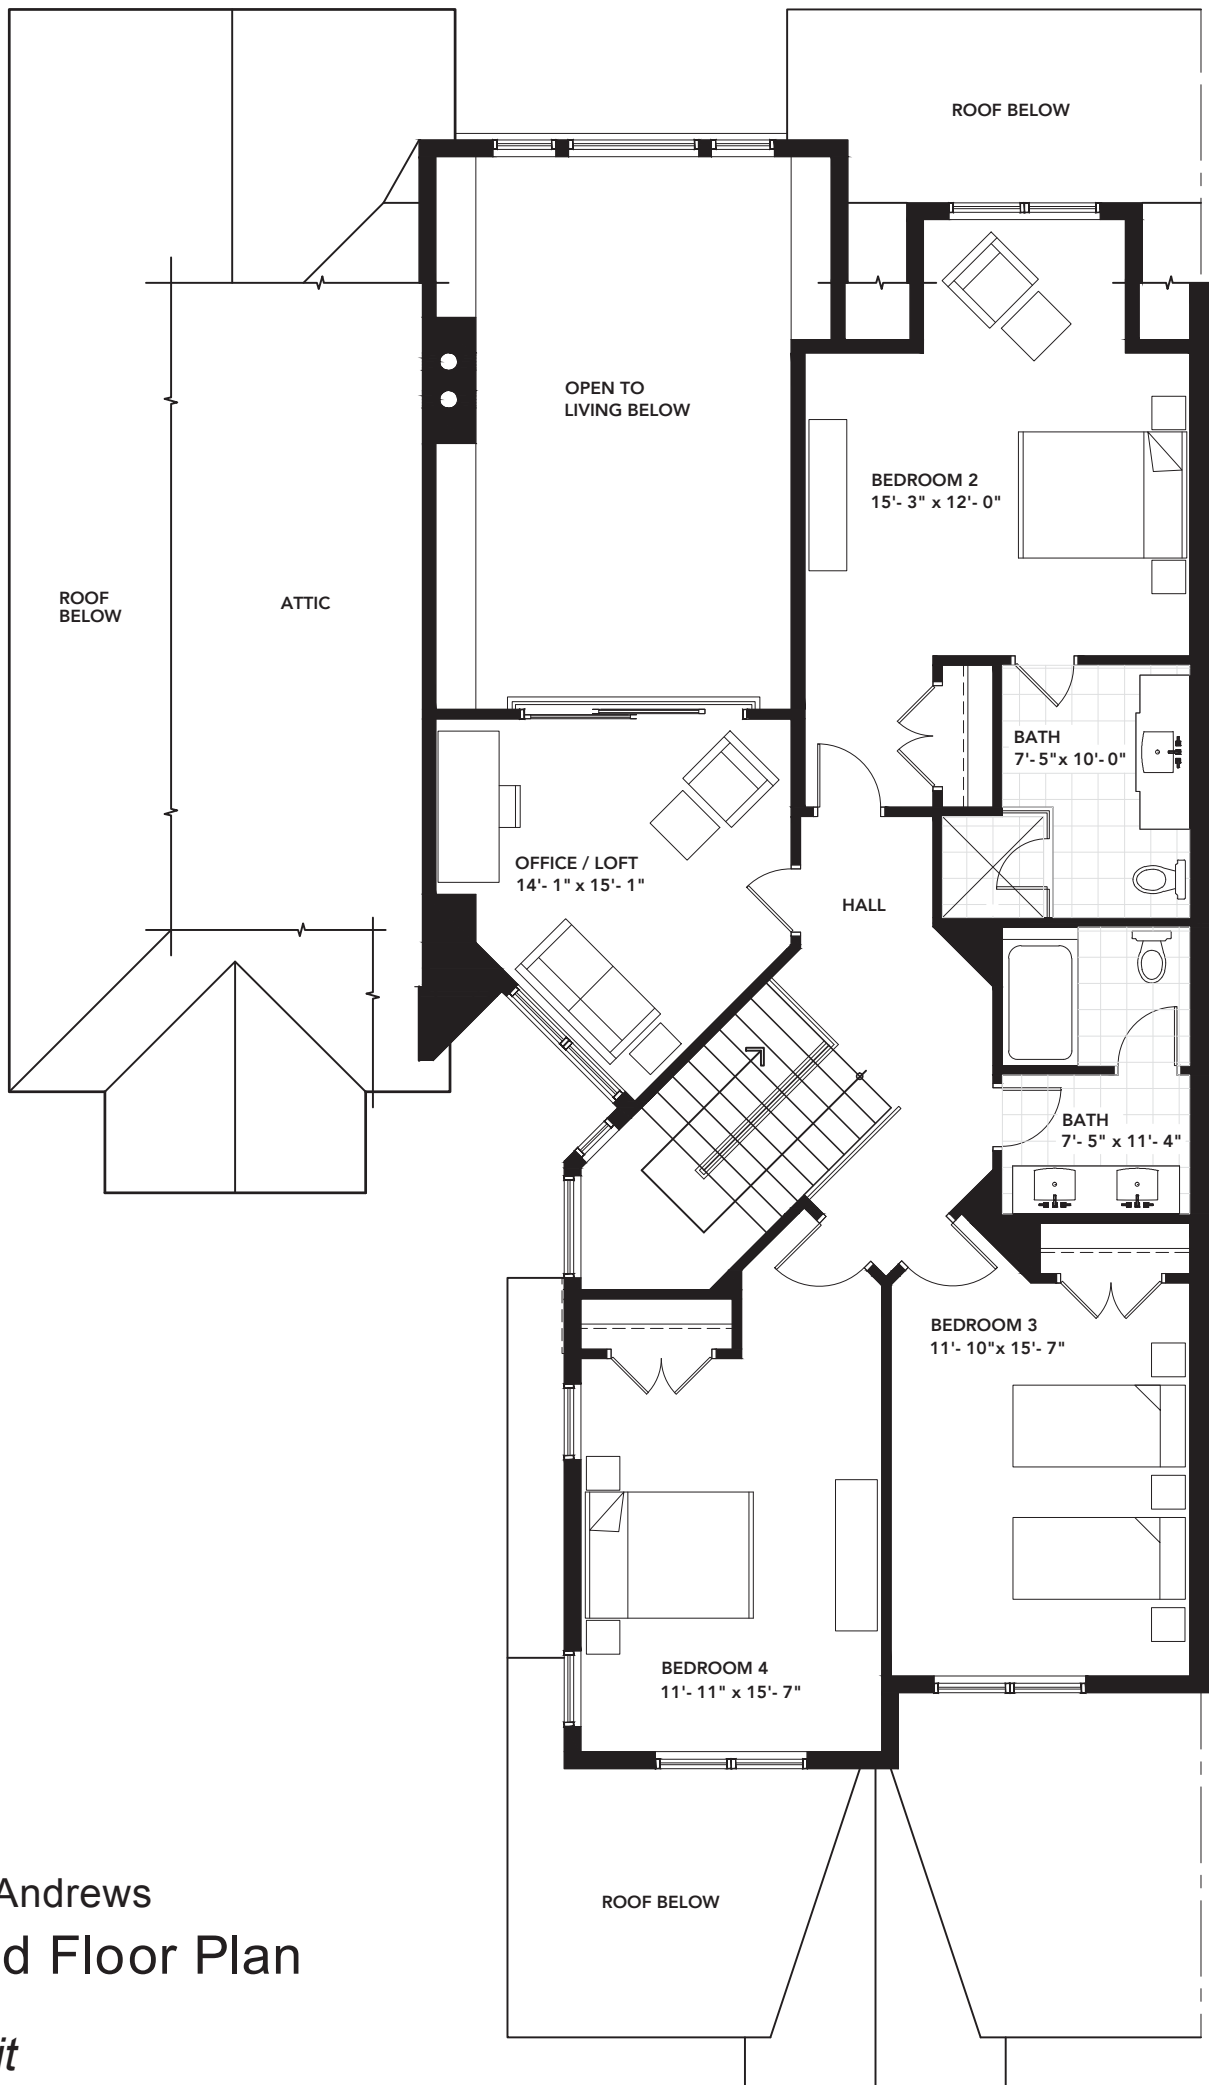 ROOF BELOW
OPEN TO
LIVING BELOW
BEDROOM 2
15'- 3" x 12'- 0"
ROOF
BELOW
ATTIC
BATH
7'- 5" x 10'- 0"
OFFICE / LOFT
14'- 1" x 15'- 1"
HALL
BATH
7'- 5" x 11'- 4"
BEDROOM 3
11'- 10" x 15'- 7"
BEDROOM 4
11'- 11" x 15'- 7"
ROOF BELOW
Andrews
d Floor Plan
it